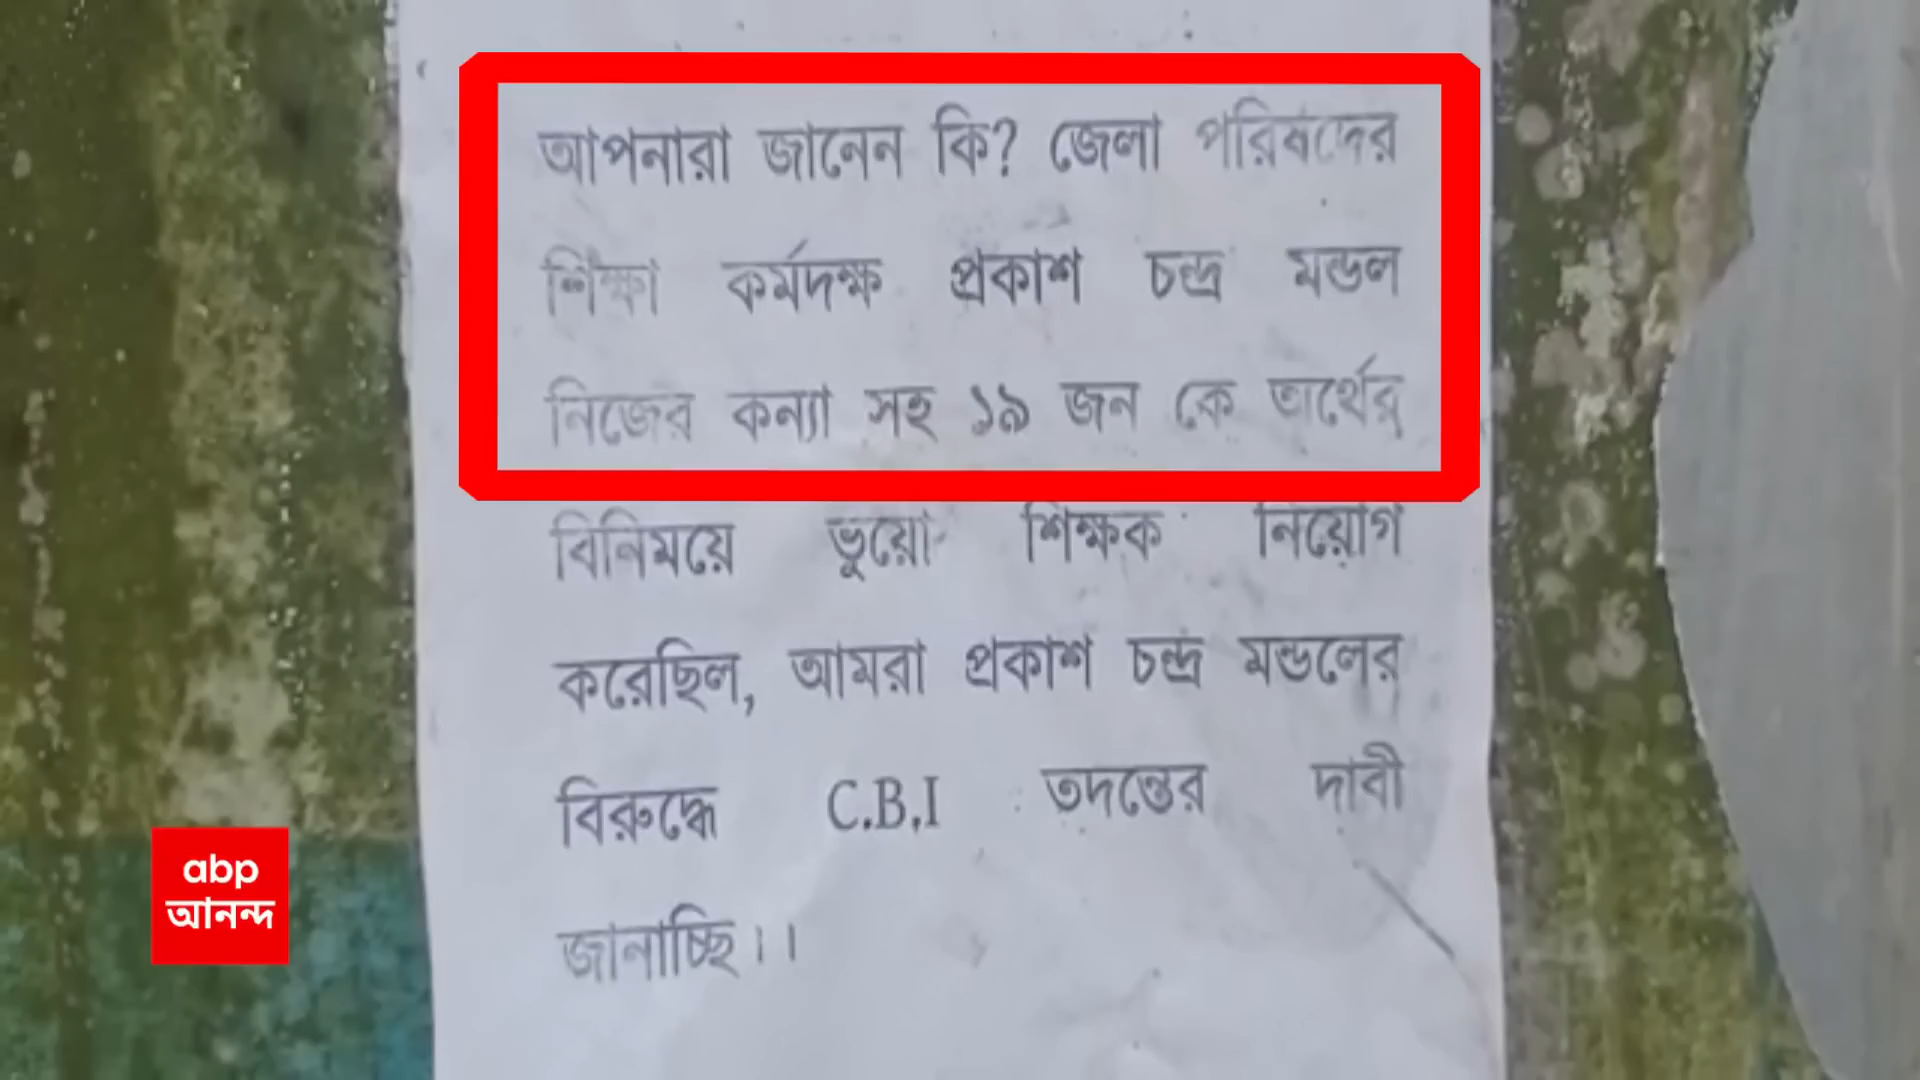 আপনারা জানেন কি? জেলা পরিষদের
শিক্ষা কর্মদক্ষ প্রকাশ চন্দ্র মন্ডল
নিজের কন্যা সহ ১৯ জন কে অর্থের
বিনিময়ে ভুয়ো শিক্ষক নিয়োগ
করেছিল, আমরা প্রকাশ চন্দ্র মন্ডলের
বিরুদ্ধে C.B.I তদন্তের দাবী
জানাচ্ছি।।
abp
আনন্দ